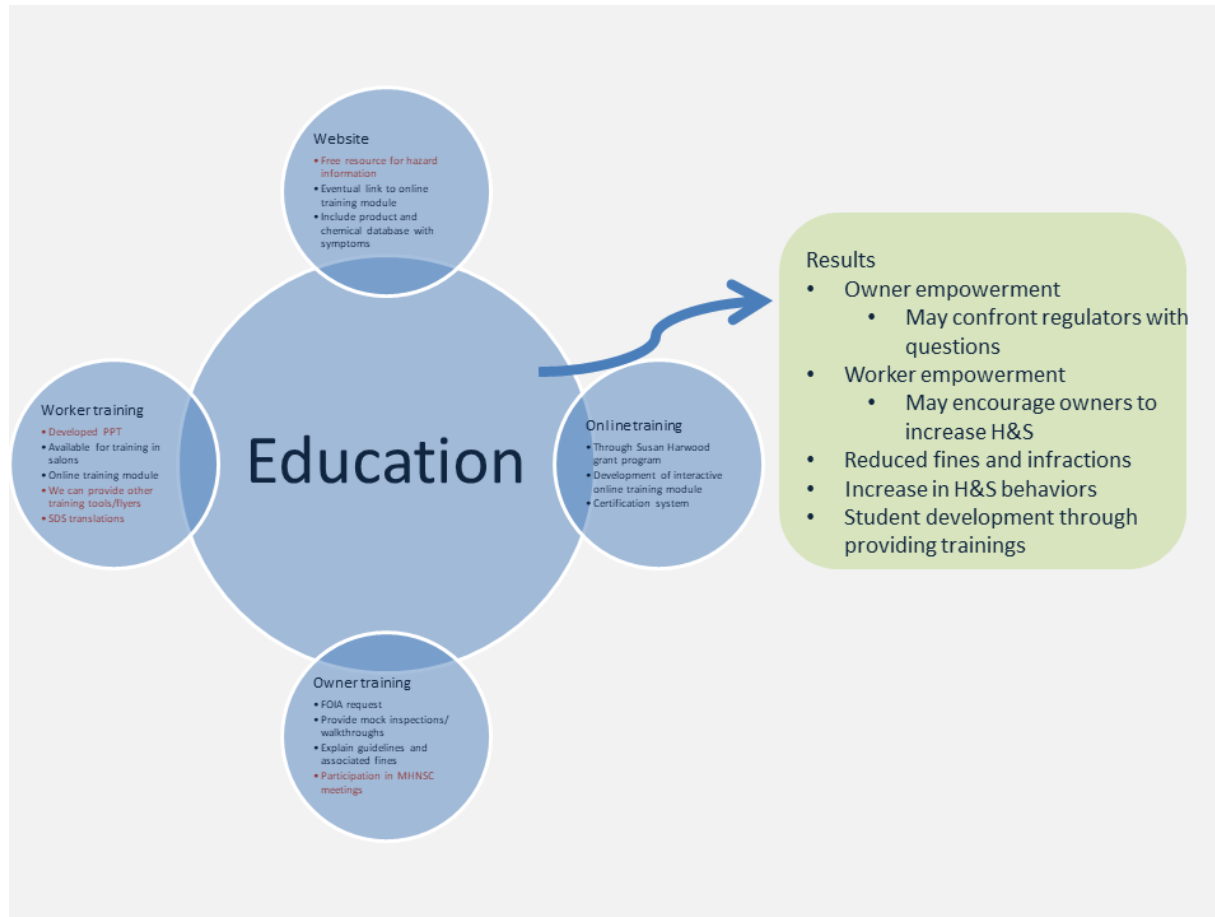 Website
• Free resource for hazard
information
• Eventual link to online
training module
• Include product and
chemical database with
symptoms
Worker training
• Developed PPT
• Available for training in
salons
• Online training module
• We can provide other
training tools/flyers
• SDS translations
Education
Online training
• Through Susan Harwood
grant program
• Development of interactive
online training module
• Certification system
Owner training
• FOIA request
• Provide mock inspections/
walkthroughs
• Explain guidelines and
associated fines
• Participation in MHNSC
meetings
Results
• Owner empowerment
• May confront regulators with
questions
• Worker empowerment
• May encourage owners to
increase H&S
• Reduced fines and infractions
• Increase in H&S behaviors
• Student development through
providing trainings